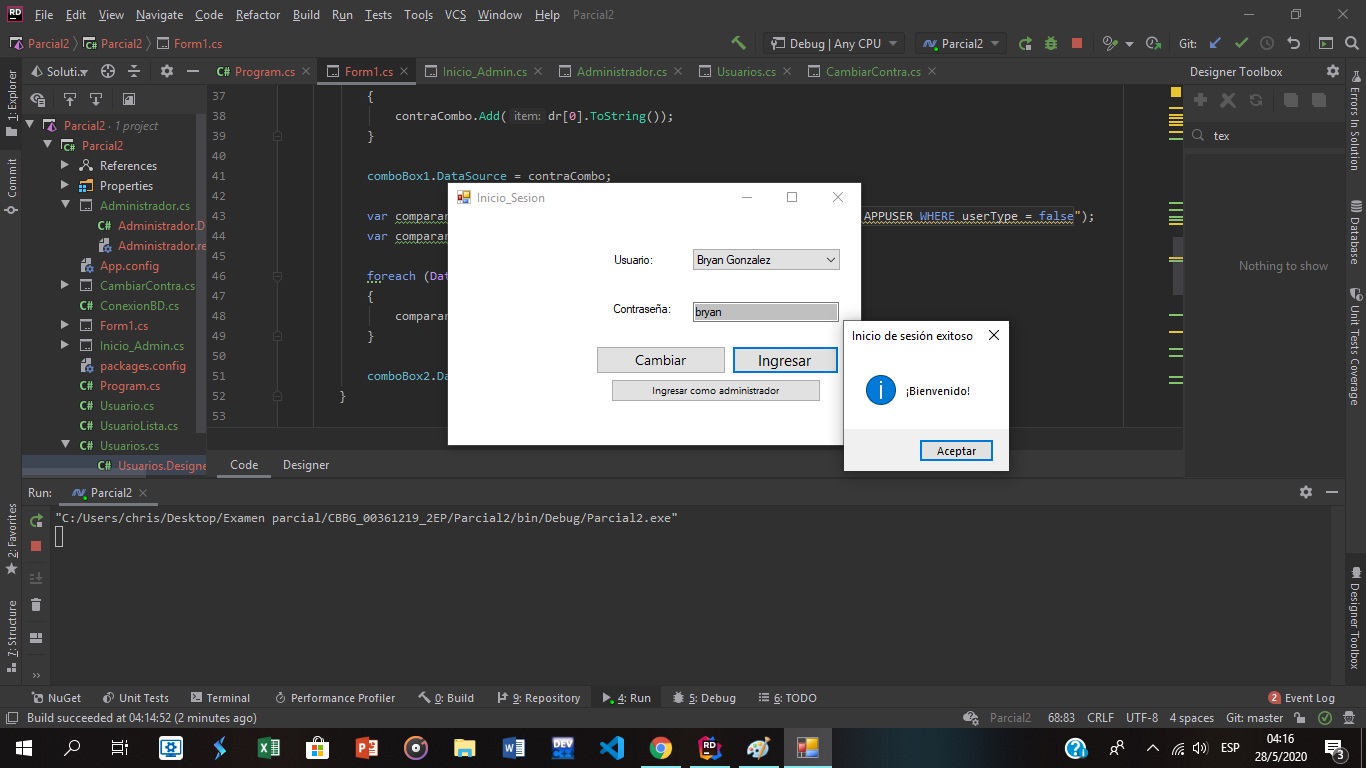 File Edit View Navigate Code Refactor Build Run Tests Tools VCS Window Help Parcial2
Parcial2 Parcial2 Form1.cs
Debug | Any CPU Parcial2 Git:
1: Explorer
Commit
2: Favorites
7: Structure
Soluti..
Program.cs Form1.cs Inicio_Admin.cs Administrador.cs Usuarios.cs CambiarContra.cs
Parcial2 · 1 project
Parcial2
References
Properties
Administrador.cs
Administrador.D
Administrador.re
App.config
CambiarContra.cs
ConexionBD.cs
Form1.cs
Inicio_Admin.cs
packages.config
Program.cs
Usuario.cs
UsuarioLista.cs
Usuarios.cs
Usuarios.Designe
37 {
38 contraCombo.Add( item: dr[0].ToString());
39 }
40
41 comboBox1.DataSource = contraCombo;
42
43 var comparar APPUSER WHERE userType = false");
44 var comparar
45
46 foreach (Dat
47 {
48 comparar
49 }
50
51 comboBox2.Da
52 }
53
Code Designer
Inicio_Sesion
Usuario: Bryan Gonzalez
Contraseña: bryan
Cambiar Ingresar
Ingresar como administrador
Inicio de sesión exitoso
¡Bienvenido!
Aceptar
Designer Toolbox
tex
Nothing to show
Errors In Solution
Database
Unit Tests Coverage
Designer Toolbox
Run: Parcial2
"C:/Users/chris/Desktop/Examen parcial/CBBG_00361219_2EP/Parcial2/bin/Debug/Parcial2.exe"
NuGet Unit Tests Terminal Performance Profiler 0: Build 9: Repository 4: Run 5: Debug 6: TODO 2 Event Log
Build succeeded at 04:14:52 (2 minutes ago) Parcial2 68:83 CRLF UTF-8 4 spaces Git: master
ESP
04:16
28/5/2020
3